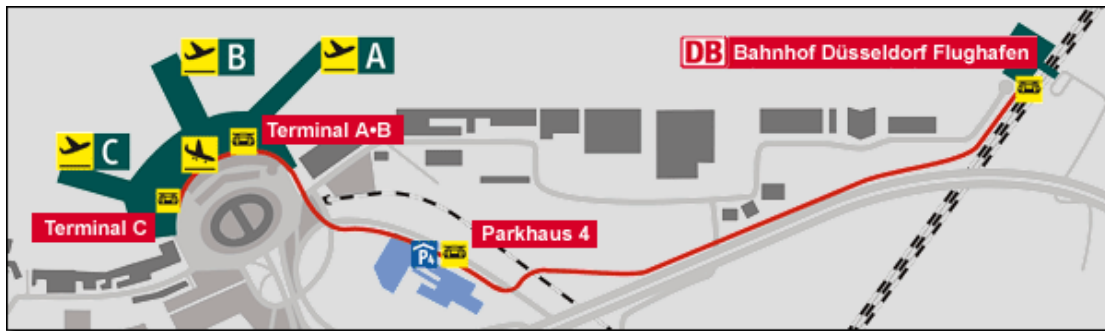 B
A
DB Bahnhof Düsseldorf Flughafen
Terminal A•B
C
Terminal C
Parkhaus 4
P4